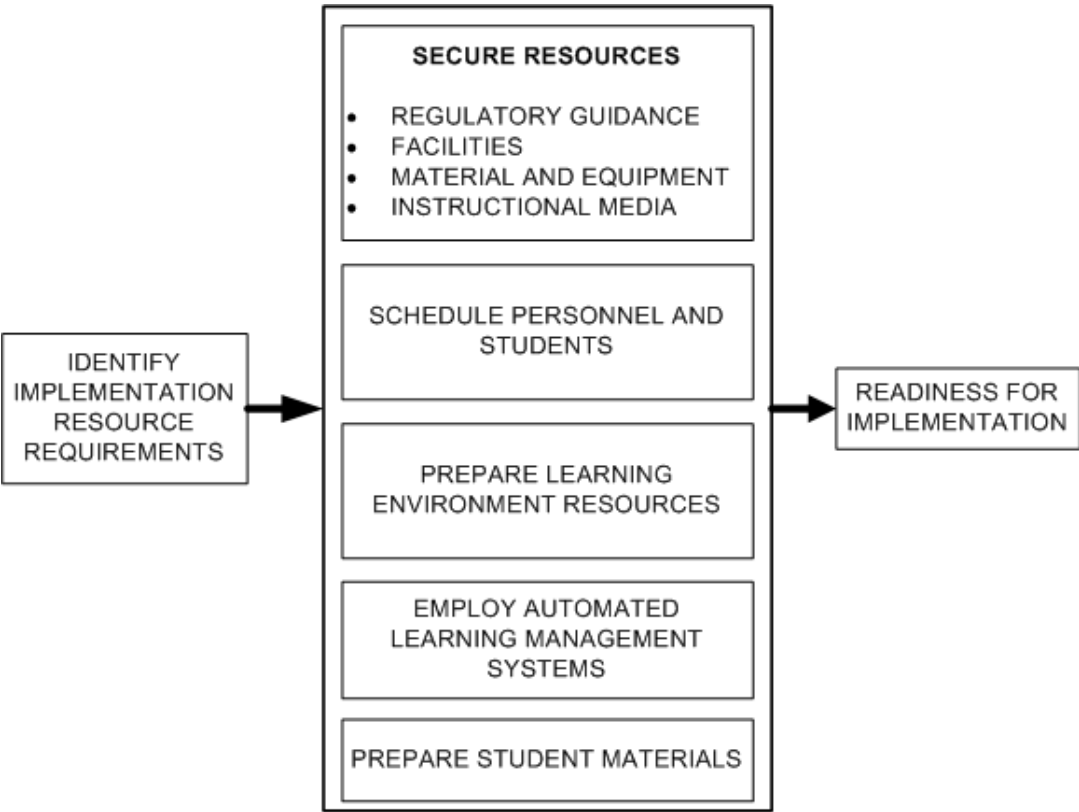 SECURE RESOURCES
• REGULATORY GUIDANCE
• FACILITIES
• MATERIAL AND EQUIPMENT
• INSTRUCTIONAL MEDIA
SCHEDULE PERSONNEL AND
STUDENTS
IDENTIFY
IMPLEMENTATION
RESOURCE
REQUIREMENTS
READINESS FOR
IMPLEMENTATION
PREPARE LEARNING
ENVIRONMENT RESOURCES
EMPLOY AUTOMATED
LEARNING MANAGEMENT
SYSTEMS
PREPARE STUDENT MATERIALS